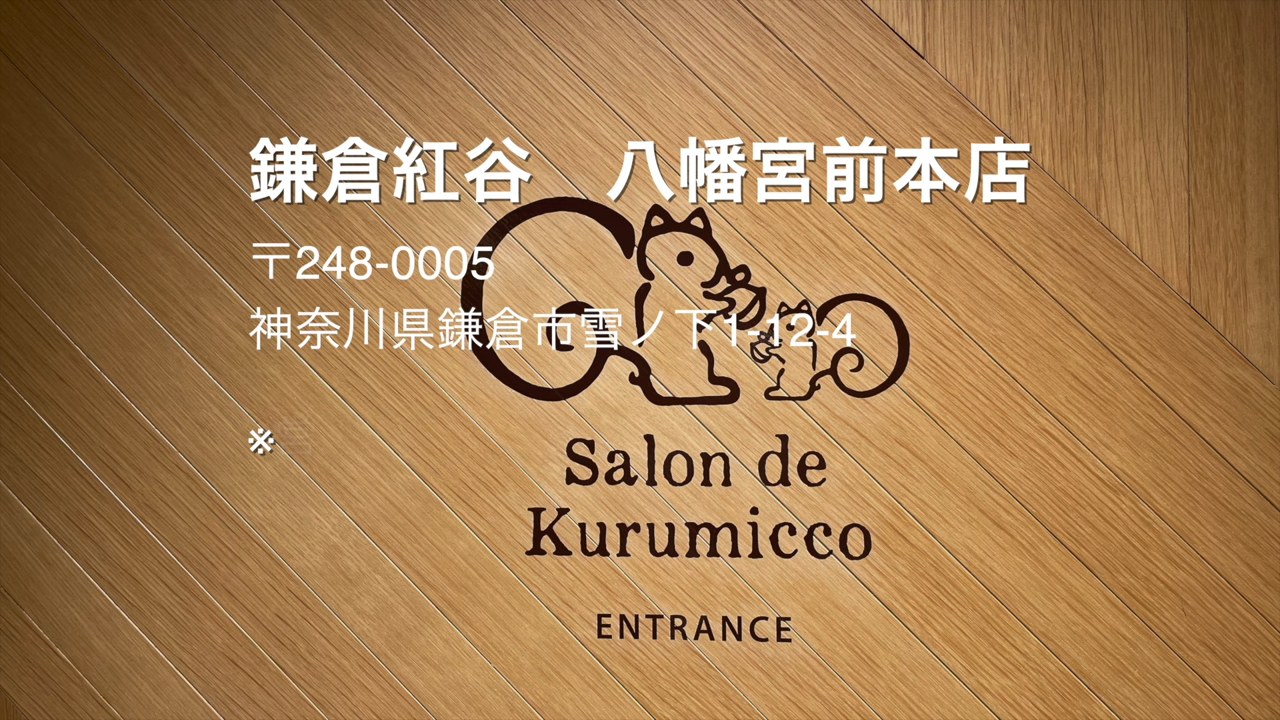 鎌倉紅谷　八幡宮前本店
〒248-0005
神奈川県鎌倉市雪ノ下1-12-4
※
Salon de
Kurumicco
ENTRANCE